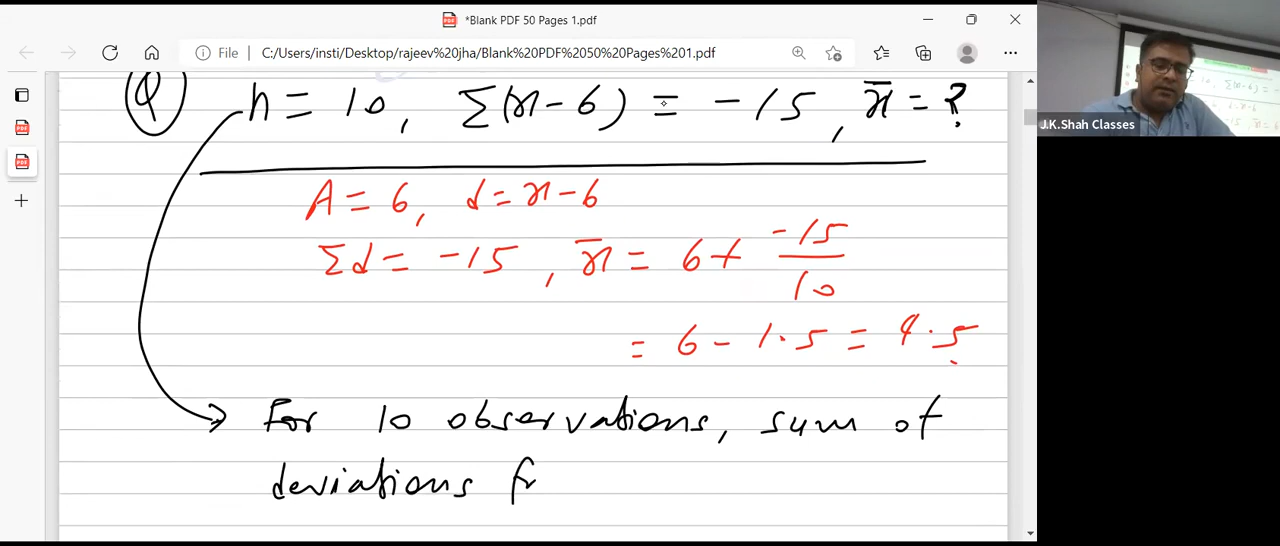 *Blank PDF 50 Pages 1.pdf
File
C:/Users/insti/Desktop/rajeev%20jha/Blank%20PDF%2050%20Pages%201.pdf
Q n = 10, Σ(x - 6) = -15, x̄ = ?
A = 6, d = x - 6
Σd = -15, x̄ = 6 + -15/10
= 6 - 1.5 = 4.5
For 10 observations, sum of
deviations f
J.K.Shah Classes